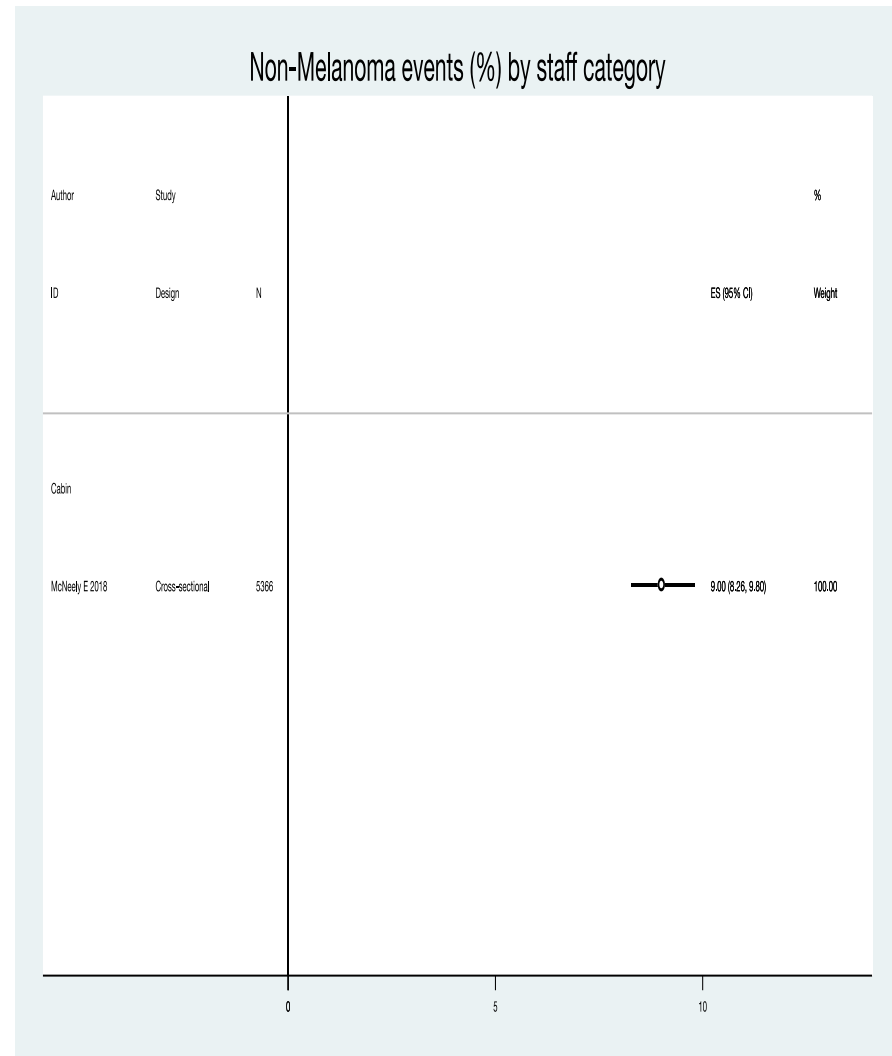 Non-Melanoma events (%) by staff category
Author Study %
ID Design N ES (95% CI) Weight
Cabin
McNeely E 2018 Cross-sectional 5366 9.00 (8.26, 9.80) 100.00
0 5 10